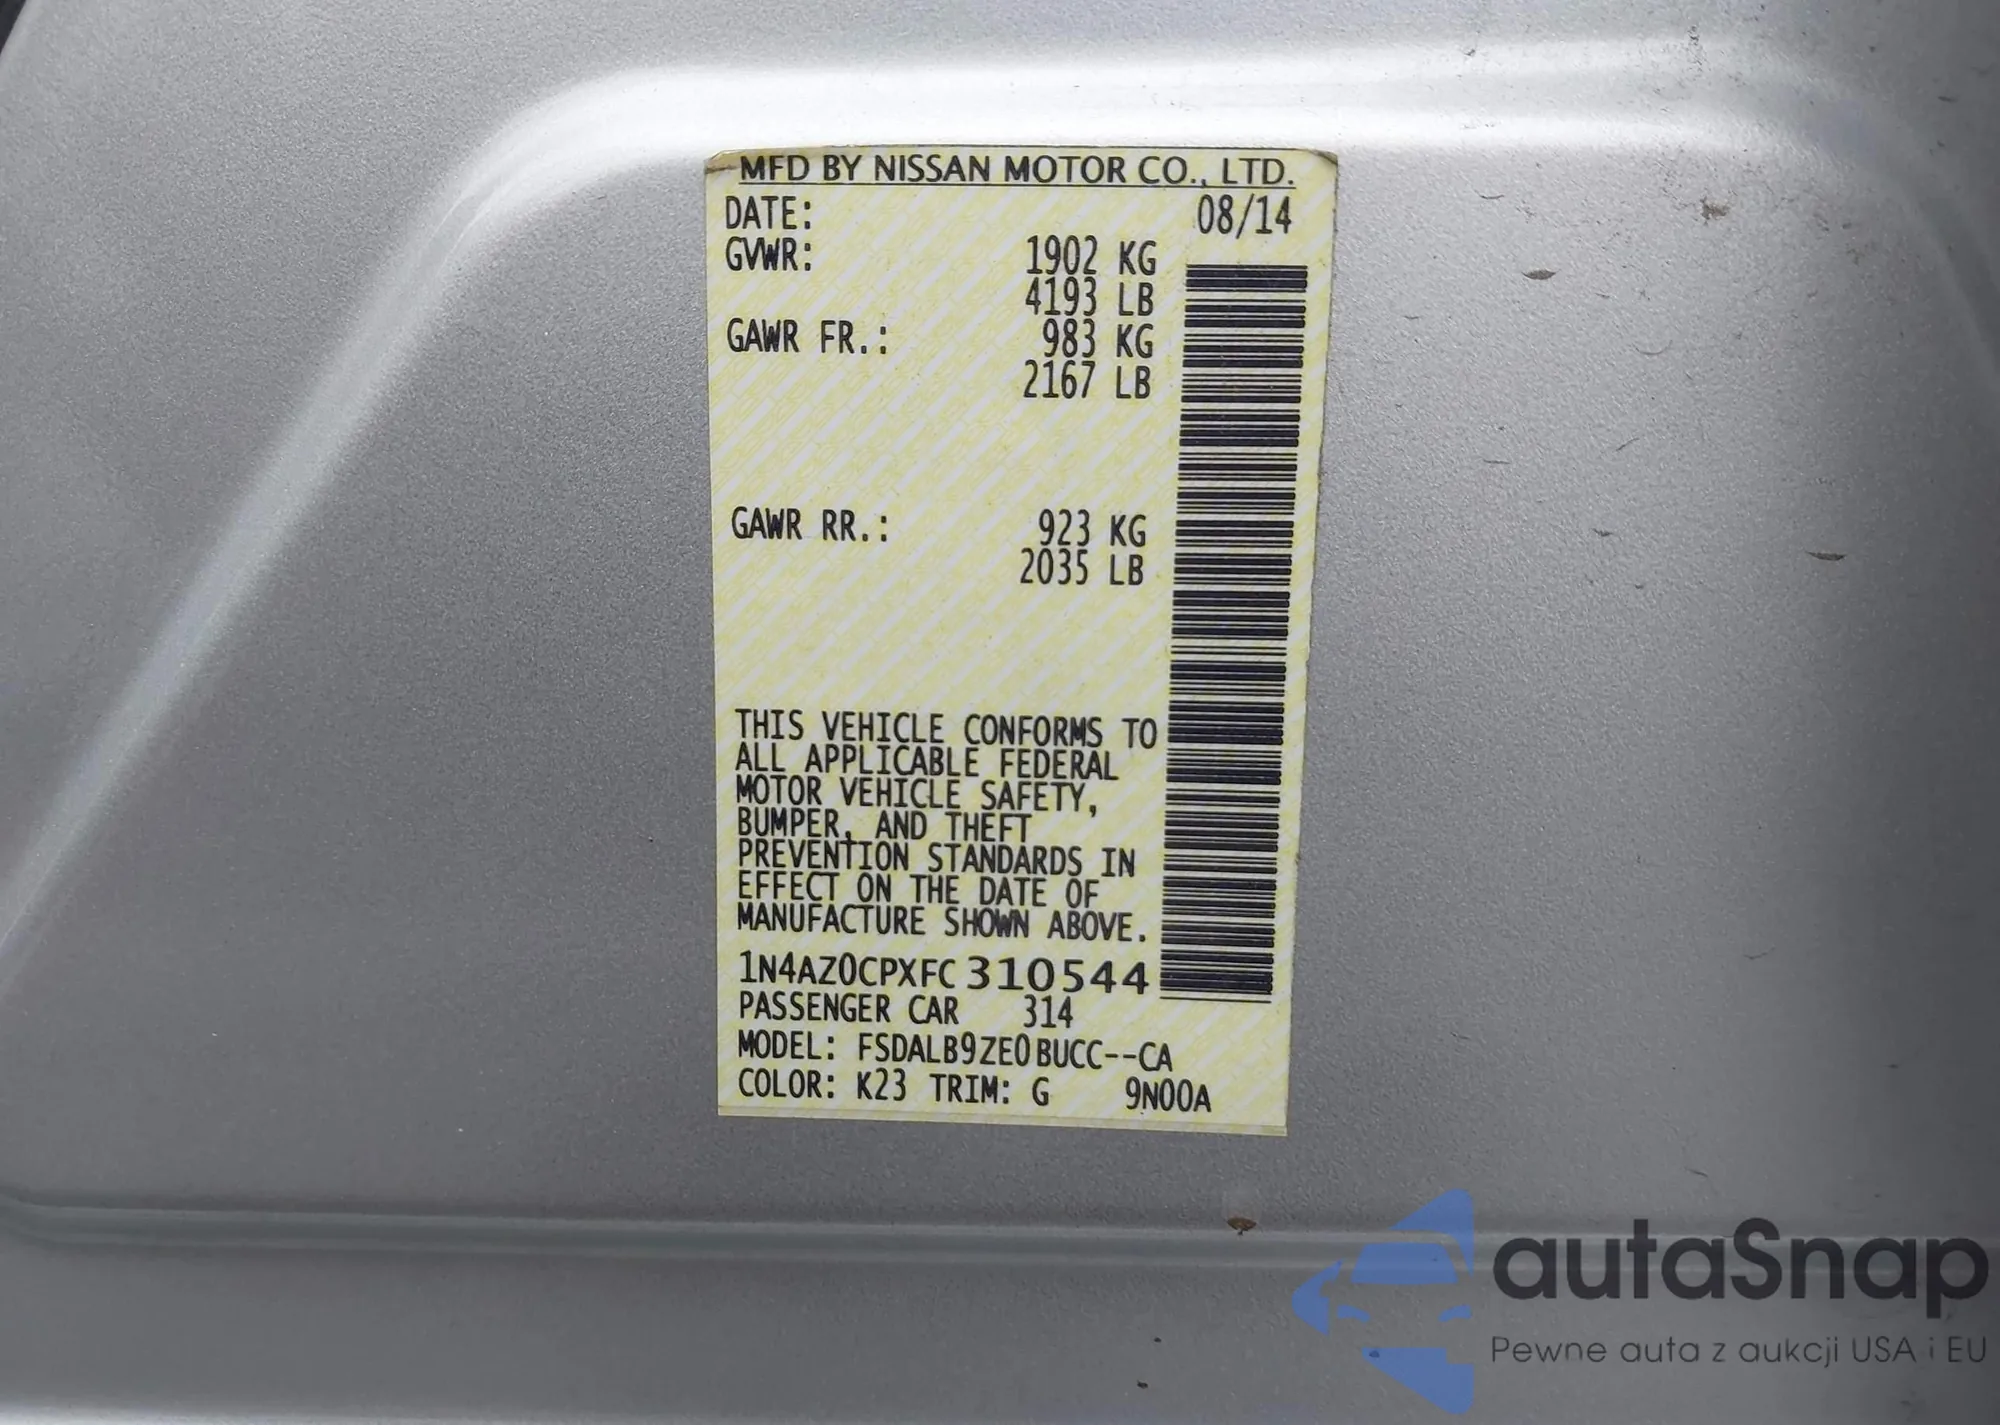 MFD BY NISSAN MOTOR CO., LTD.
DATE: 08/14
GVWR: 1902 KG
4193 LB
GAWR FR.: 983 KG
2167 LB
GAWR RR.: 923 KG
2035 LB
THIS VEHICLE CONFORMS TO
ALL APPLICABLE FEDERAL
MOTOR VEHICLE SAFETY,
BUMPER, AND THEFT
PREVENTION STANDARDS IN
EFFECT ON THE DATE OF
MANUFACTURE SHOWN ABOVE.
1N4AZ0CPXFC310544
PASSENGER CAR 314
MODEL: FSDALB9ZE0BUCC--CA
COLOR: K23 TRIM: G 9N00A
autaSnap
Pewne auta z aukcji USA i EU